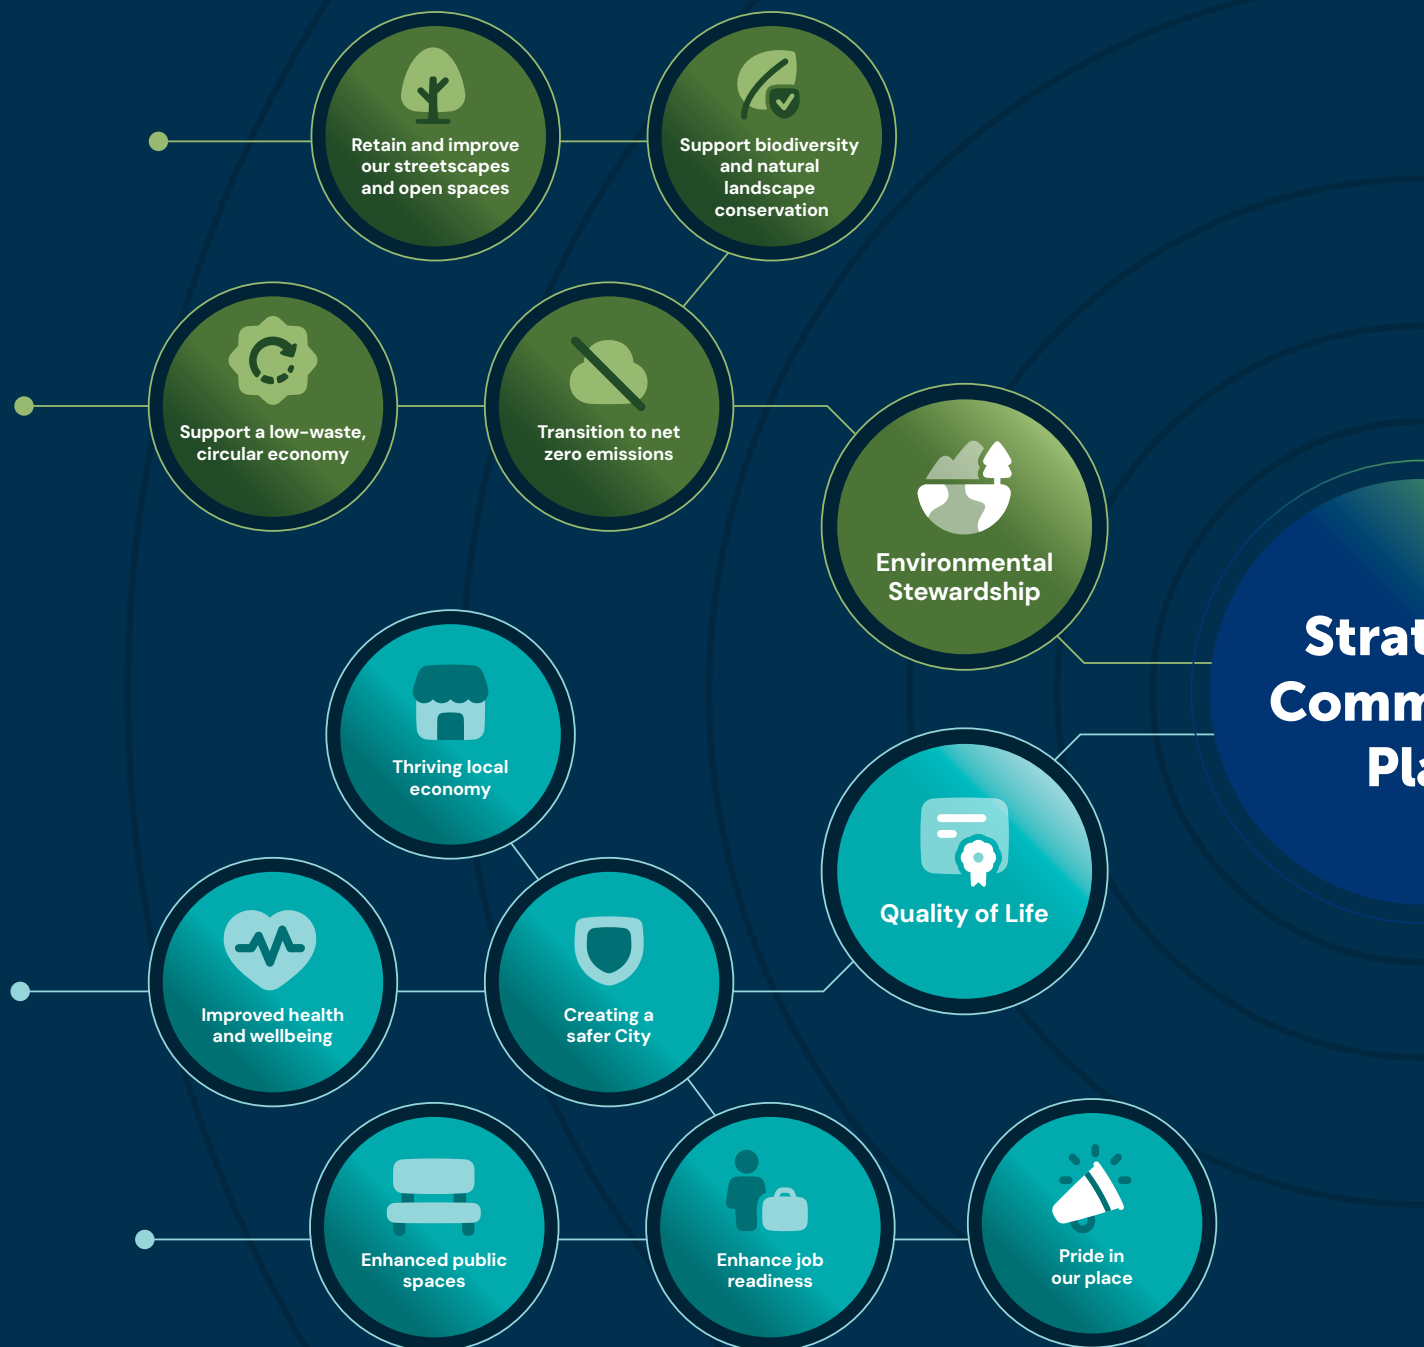 Retain and improve
our streetscapes
and open spaces
Support biodiversity
and natural
landscape
conservation
Support a low-waste,
circular economy
Transition to net
zero emissions
Environmental
Stewardship
Thriving local
economy
Quality of Life
Improved health
and wellbeing
Creating a
safer City
Enhanced public
spaces
Enhance job
readiness
Pride in
our place